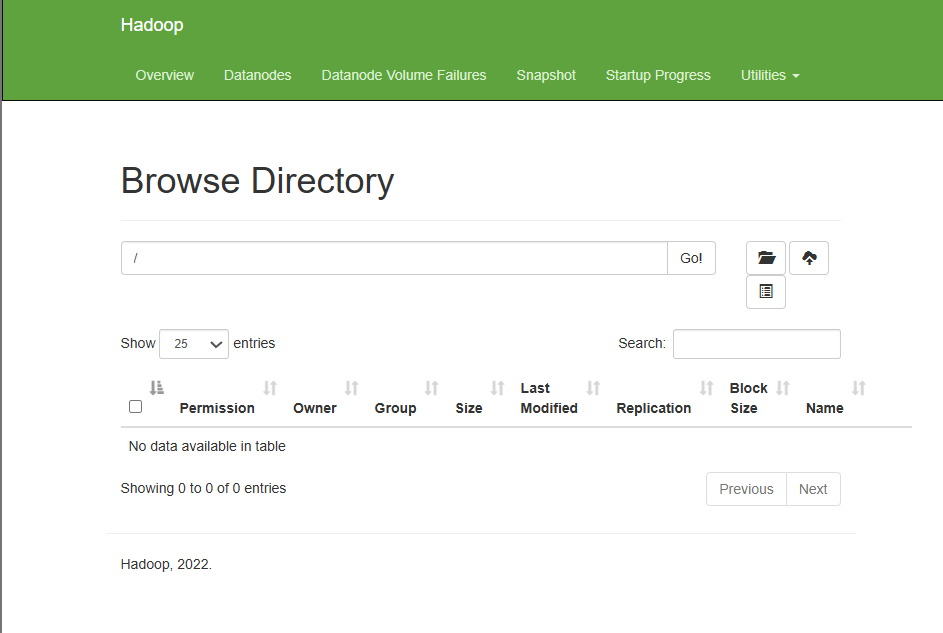 Hadoop
Overview Datanodes Datanode Volume Failures Snapshot Startup Progress Utilities
Browse Directory
/ Go!
Show 25 entries Search:
Permission Owner Group Size Last Modified Replication Block Size Name
No data available in table
Showing 0 to 0 of 0 entries Previous Next
Hadoop, 2022.